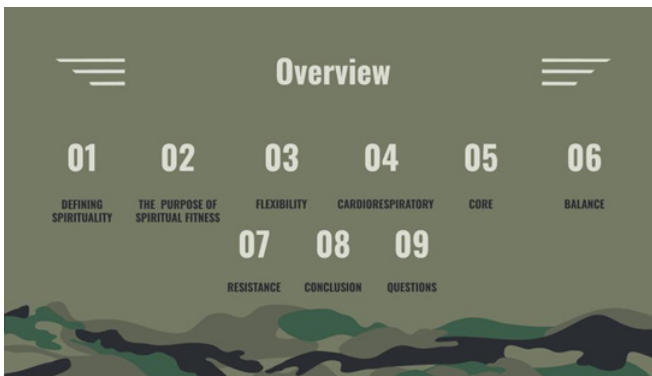 Overview
01 02 03 04 05 06
DEFINING SPIRITUALITY
THE PURPOSE OF SPIRITUAL FITNESS
FLEXIBILITY
CARDIORESPIRATORY
CORE
BALANCE
07 08 09
RESISTANCE CONCLUSION QUESTIONS